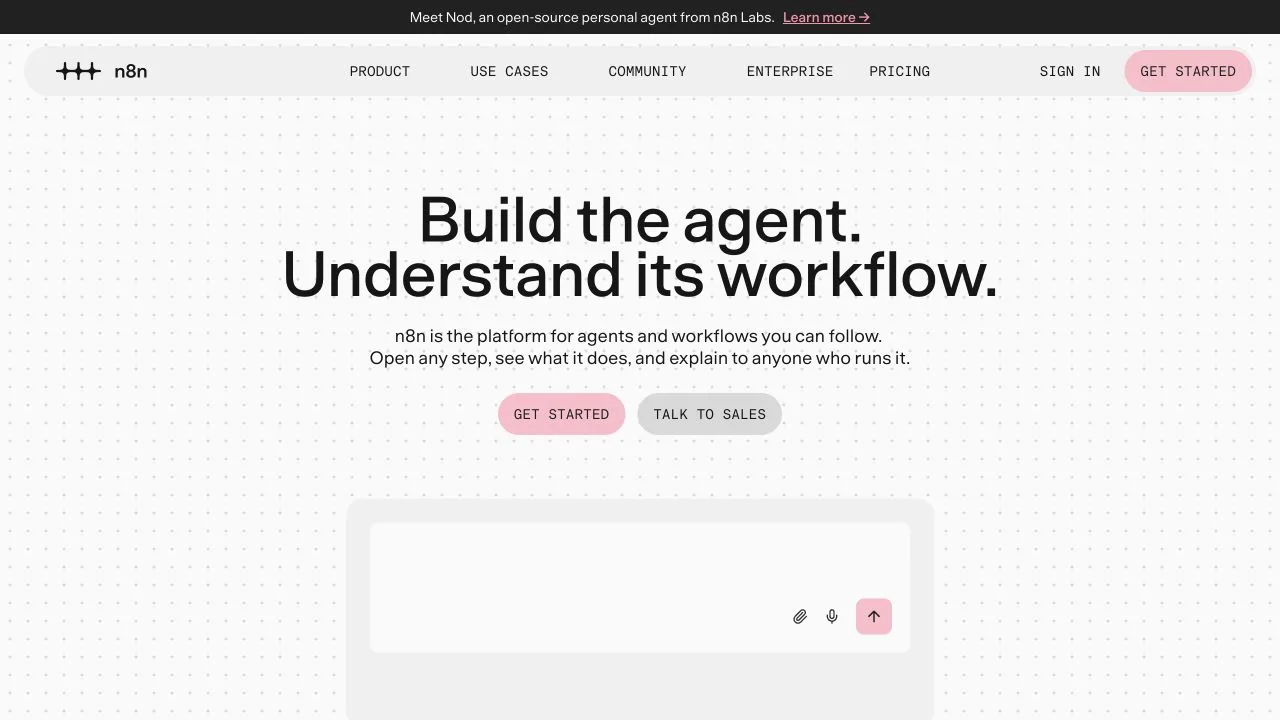 Meet Nod, an open-source personal agent from n8n Labs. Learn more →
n8n PRODUCT USE CASES COMMUNITY ENTERPRISE PRICING SIGN IN GET STARTED
Build the agent.
Understand its workflow.
n8n is the platform for agents and workflows you can follow.
Open any step, see what it does, and explain to anyone who runs it.
GET STARTED TALK TO SALES